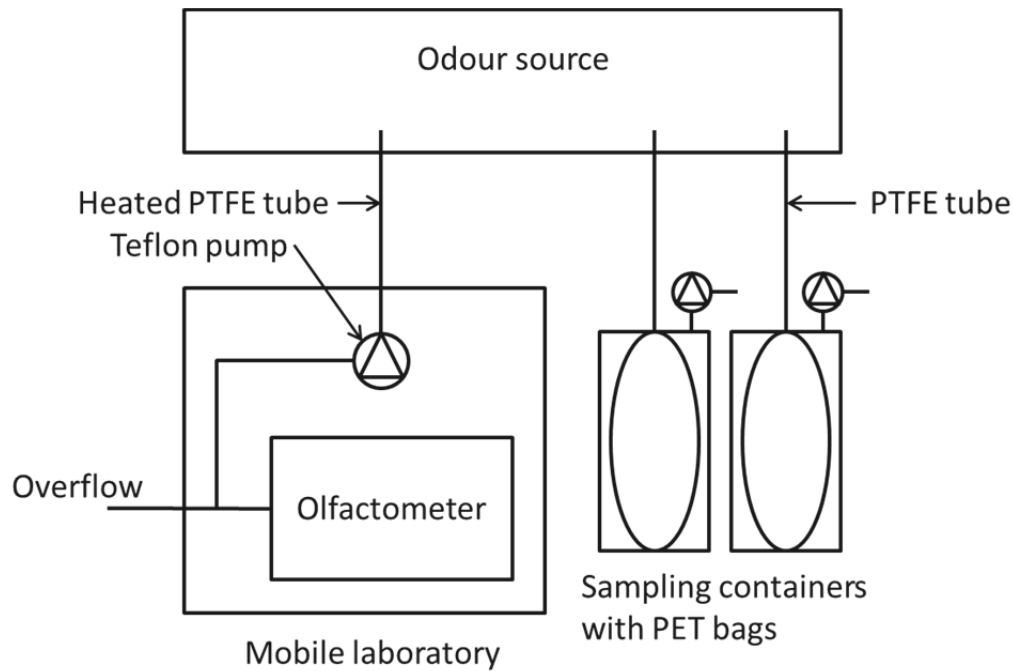 Odour source
Heated PTFE tube
PTFE tube
Teflon pump
Overflow
Olfactometer
Sampling containers
with PET bags
Mobile laboratory